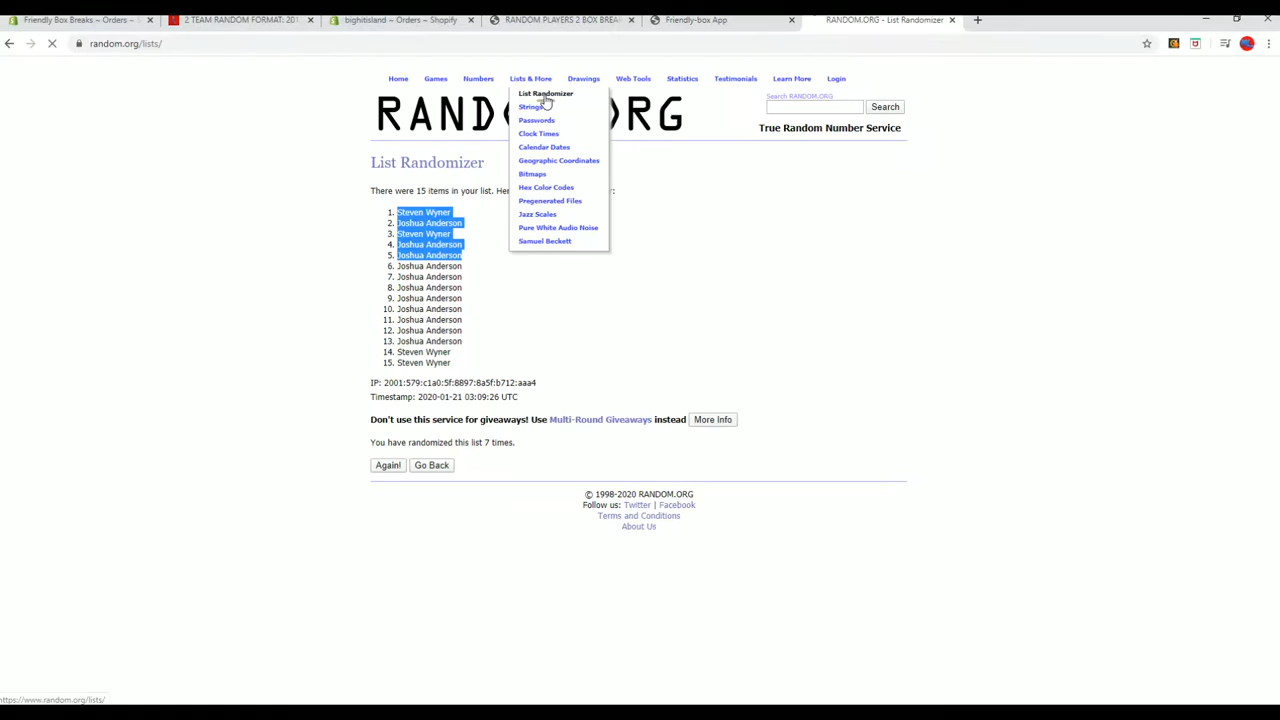 Friendly Box Breaks ~ Orders ~
2 TEAM RANDOM FORMAT: 201
bighitisland ~ Orders ~ Shopify
RANDOM PLAYERS 2 BOX BREA
Friendly-box App
RANDOM.ORG - List Randomizer
random.org/lists/
Home Games Numbers Lists & More Drawings Web Tools Statistics Testimonials Learn More Login
List Randomizer
Strings
Passwords
Clock Times
Calendar Dates
Geographic Coordinates
Bitmaps
Hex Color Codes
Pregenerated Files
Jazz Scales
Pure White Audio Noise
Samuel Beckett
Search RANDOM.ORG
Search
True Random Number Service
List Randomizer
There were 15 items in your list. Her
1. Steven Wyner
2. Joshua Anderson
3. Steven Wyner
4. Joshua Anderson
5. Joshua Anderson
6. Joshua Anderson
7. Joshua Anderson
8. Joshua Anderson
9. Joshua Anderson
10. Joshua Anderson
11. Joshua Anderson
12. Joshua Anderson
13. Joshua Anderson
14. Steven Wyner
15. Steven Wyner
IP: 2001:579:c1a0:5f:8897:8a5f:b712:aaa4
Timestamp: 2020-01-21 03:09:26 UTC
Don't use this service for giveaways! Use Multi-Round Giveaways instead More Info
You have randomized this list 7 times.
Again! Go Back
© 1998-2020 RANDOM.ORG
Follow us: Twitter | Facebook
Terms and Conditions
About Us
https://www.random.org/lists/